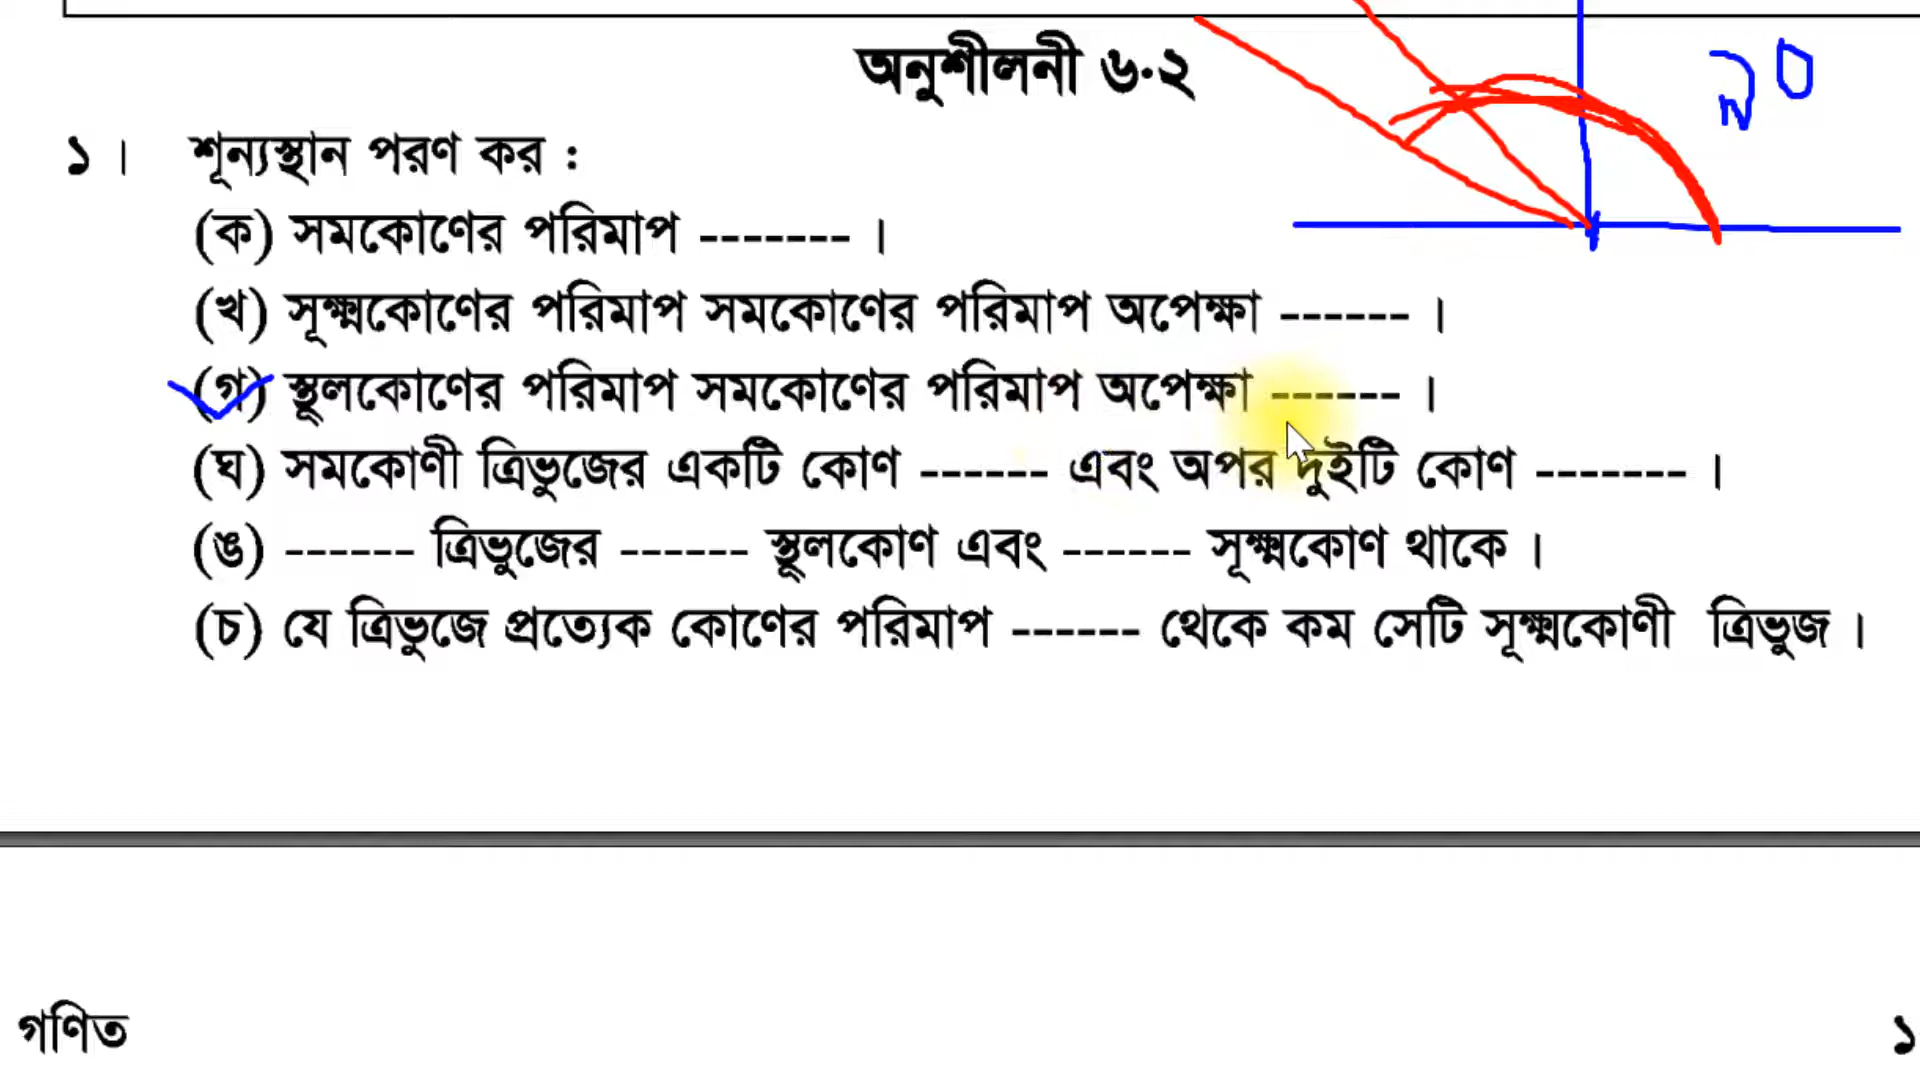 অনুশীলনী ৬.২
৯০
১। শূন্যস্থান পরণ কর :
(ক) সমকোণের পরিমাপ ------- ।
(খ) সূক্ষ্মকোণের পরিমাপ সমকোণের পরিমাপ অপেক্ষা ------ ।
(গ) স্থূলকোণের পরিমাপ সমকোণের পরিমাপ অপেক্ষা ------ ।
(ঘ) সমকোণী ত্রিভুজের একটি কোণ ------ এবং অপর দুইটি কোণ ------- ।
(ঙ) ------ ত্রিভুজের ------ স্থূলকোণ এবং ------ সূক্ষ্মকোণ থাকে ।
(চ) যে ত্রিভুজে প্রত্যেক কোণের পরিমাপ ------ থেকে কম সেটি সূক্ষ্মকোণী ত্রিভুজ ।
গণিত ১